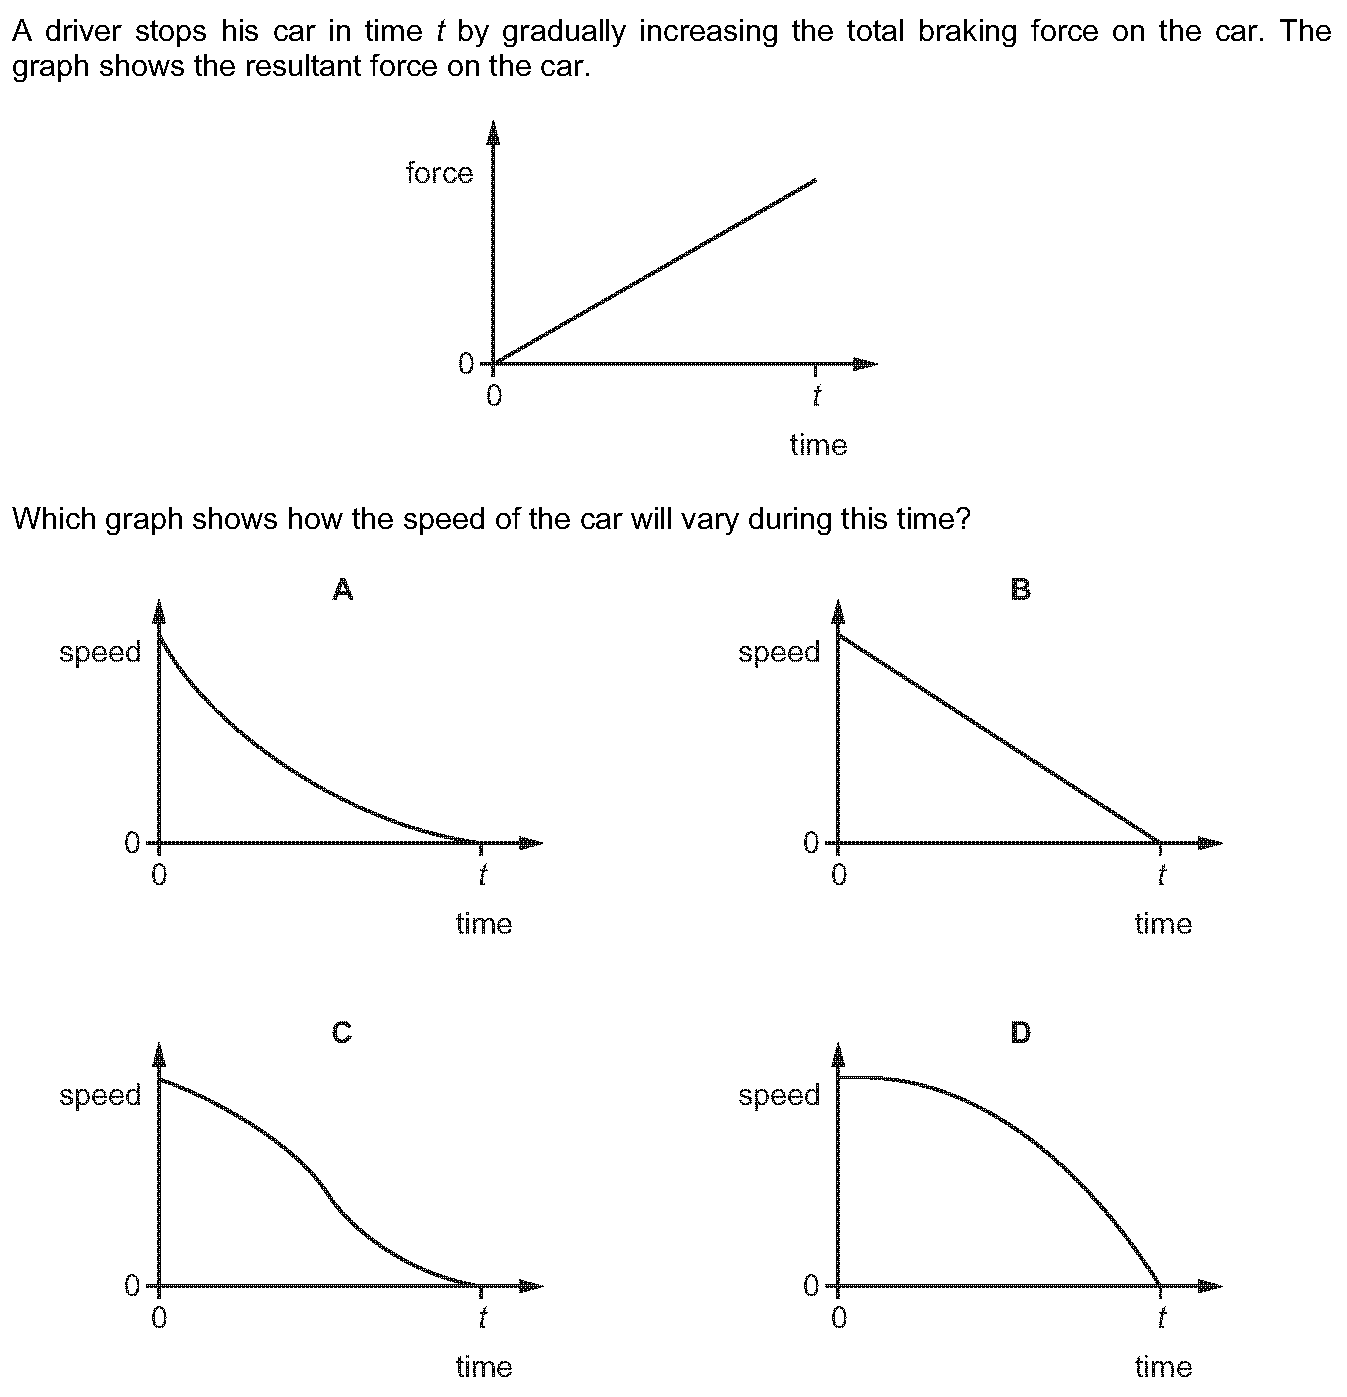 A driver stops his car in time t by gradually increasing the total braking force on the car. The
graph shows the resultant force on the car.
force
0
0
t
time
Which graph shows how the speed of the car will vary during this time?
A
speed
0
0
t
time
B
speed
0
0
t
time
C
speed
0
0
t
time
D
speed
0
0
t
time